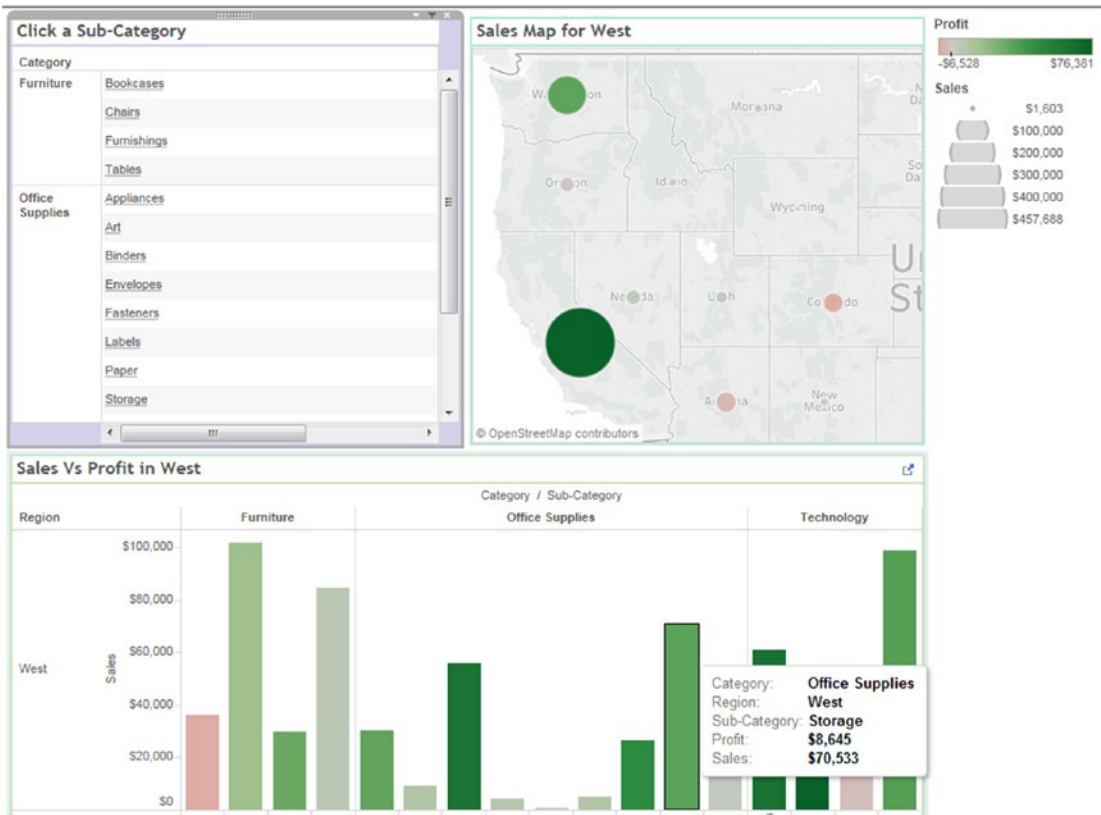 Click a Sub-Category
Category
Furniture
Bookcases
Chairs
Furnishings
Tables
Office
Supplies
Appliances
Art
Binders
Envelopes
Fasteners
Labels
Paper
Storage
Sales Map for West
Oregon
Idaho
Wyoming
Nevada
Utah
Colorado
Arizona
New
Mexico
© OpenStreetMap contributors
Profit
-$6,528 $76,381
Sales
$1,603
$100,000
$200,000
$300,000
$400,000
$457,688
Sales Vs Profit in West
Category / Sub-Category
Region Furniture Office Supplies Technology
$100,000
$80,000
$60,000
$40,000
$20,000
$0
Sales
West
Category: Office Supplies
Region: West
Sub-Category: Storage
Profit: $8,645
Sales: $70,533